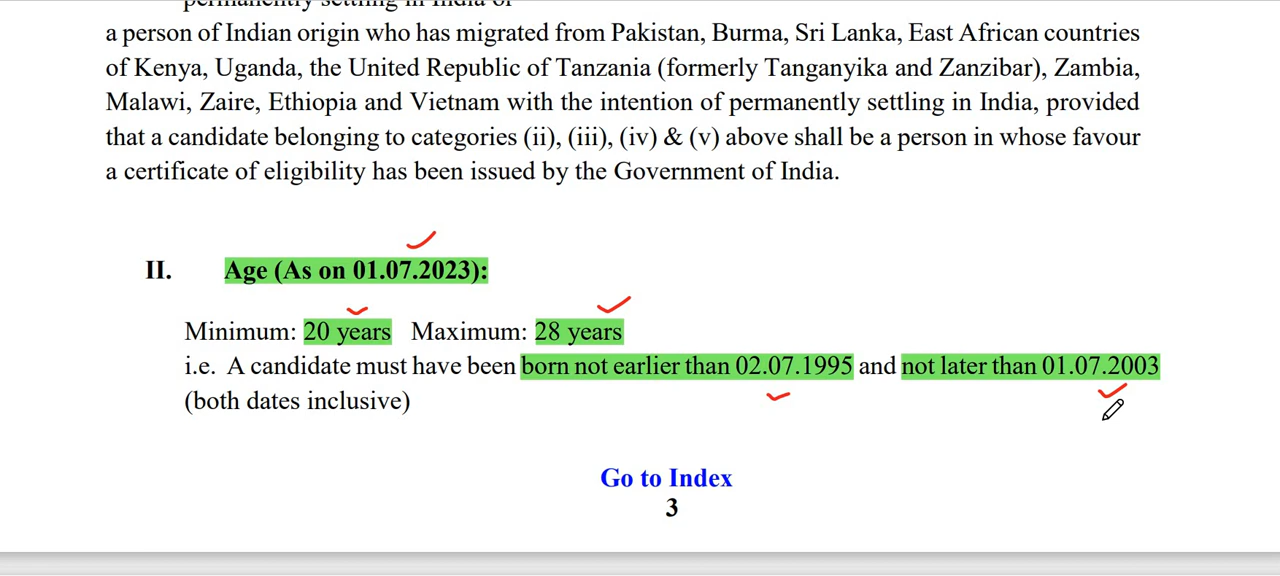 permanently settling in India or
a person of Indian origin who has migrated from Pakistan, Burma, Sri Lanka, East African countries
of Kenya, Uganda, the United Republic of Tanzania (formerly Tanganyika and Zanzibar), Zambia,
Malawi, Zaire, Ethiopia and Vietnam with the intention of permanently settling in India, provided
that a candidate belonging to categories (ii), (iii), (iv) & (v) above shall be a person in whose favour
a certificate of eligibility has been issued by the Government of India.
II. Age (As on 01.07.2023):
Minimum: 20 years Maximum: 28 years
i.e. A candidate must have been born not earlier than 02.07.1995 and not later than 01.07.2003
(both dates inclusive)
Go to Index
3